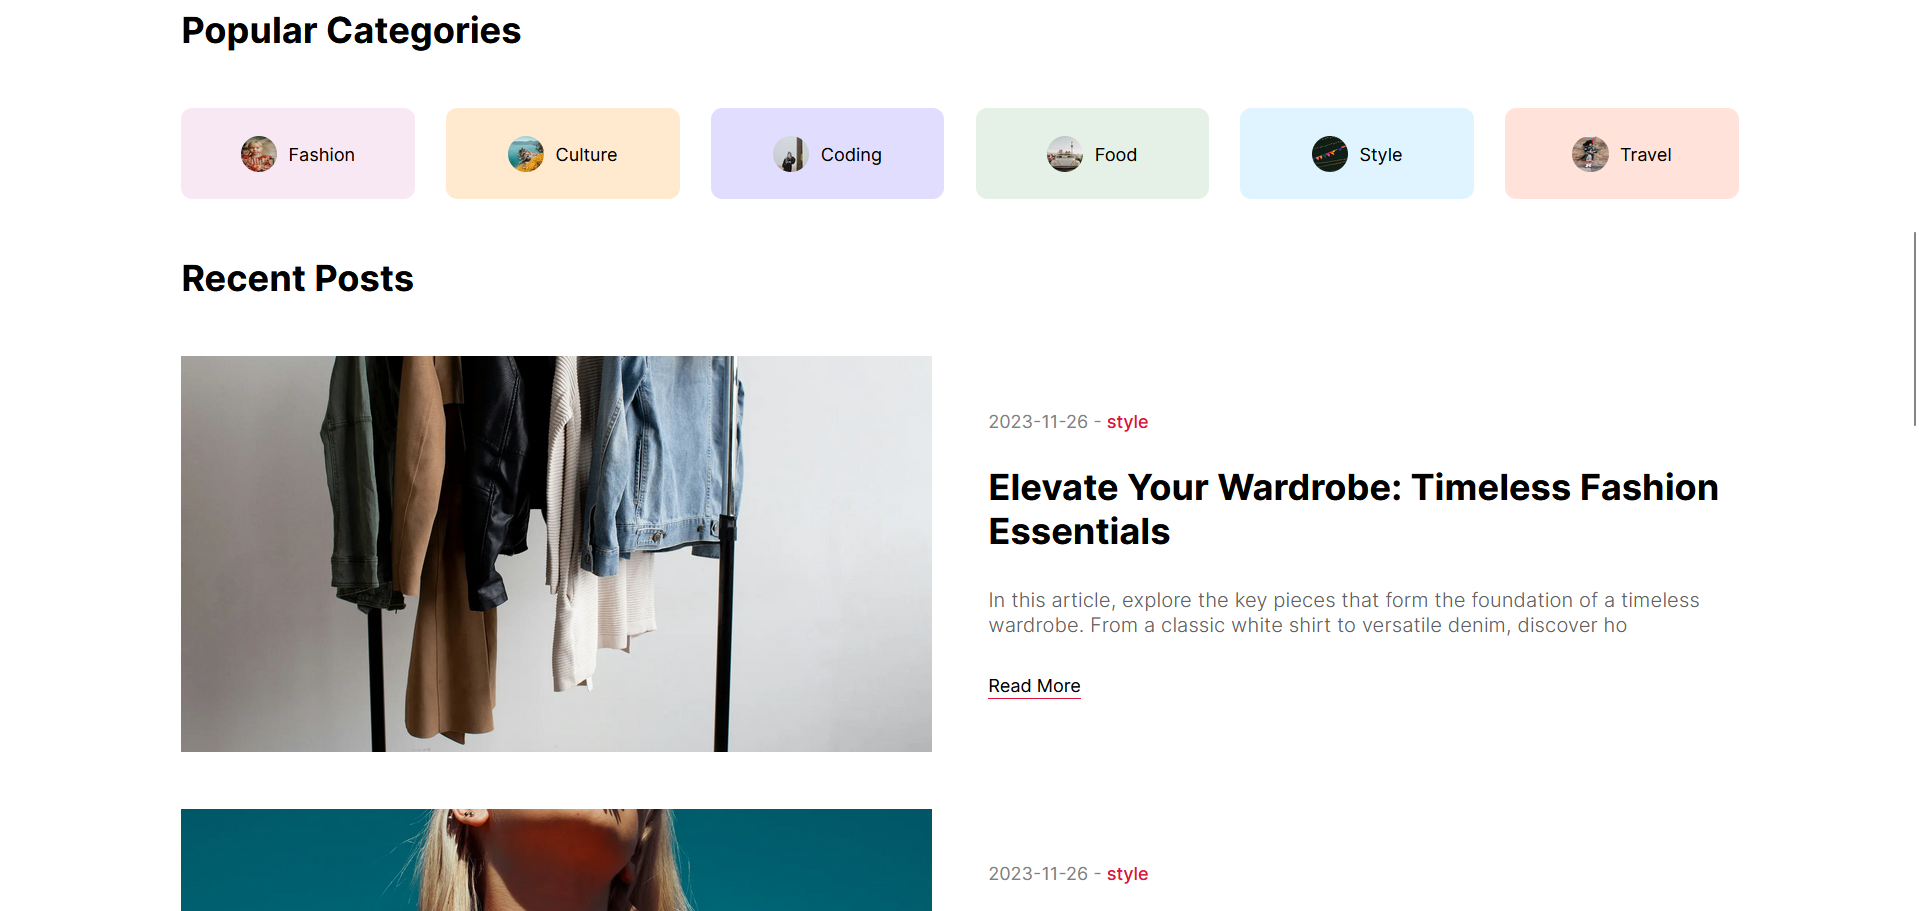 Popular Categories
Fashion
Culture
Coding
Food
Style
Travel
Recent Posts
2023-11-26 - style
Elevate Your Wardrobe: Timeless Fashion
Essentials
In this article, explore the key pieces that form the foundation of a timeless
wardrobe. From a classic white shirt to versatile denim, discover ho
Read More
2023-11-26 - style